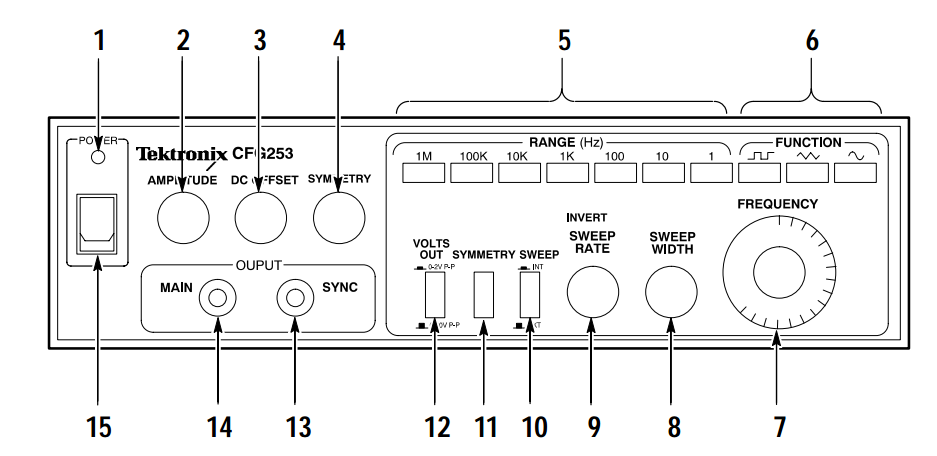 1 2 3 4 5 6
POWER
Tektronix CFG253
AMPLITUDE DC OFFSET SYMMETRY
RANGE (Hz)
1M 100K 10K 1K 100 10 1
FUNCTION
FREQUENCY
VOLTS
OUT
0-2V P-P
SYMMETRY
SWEEP
INT
INVERT
SWEEP
RATE
SWEEP
WIDTH
OUPUT
MAIN
SYNC
15 14 13 12 11 10 9 8 7